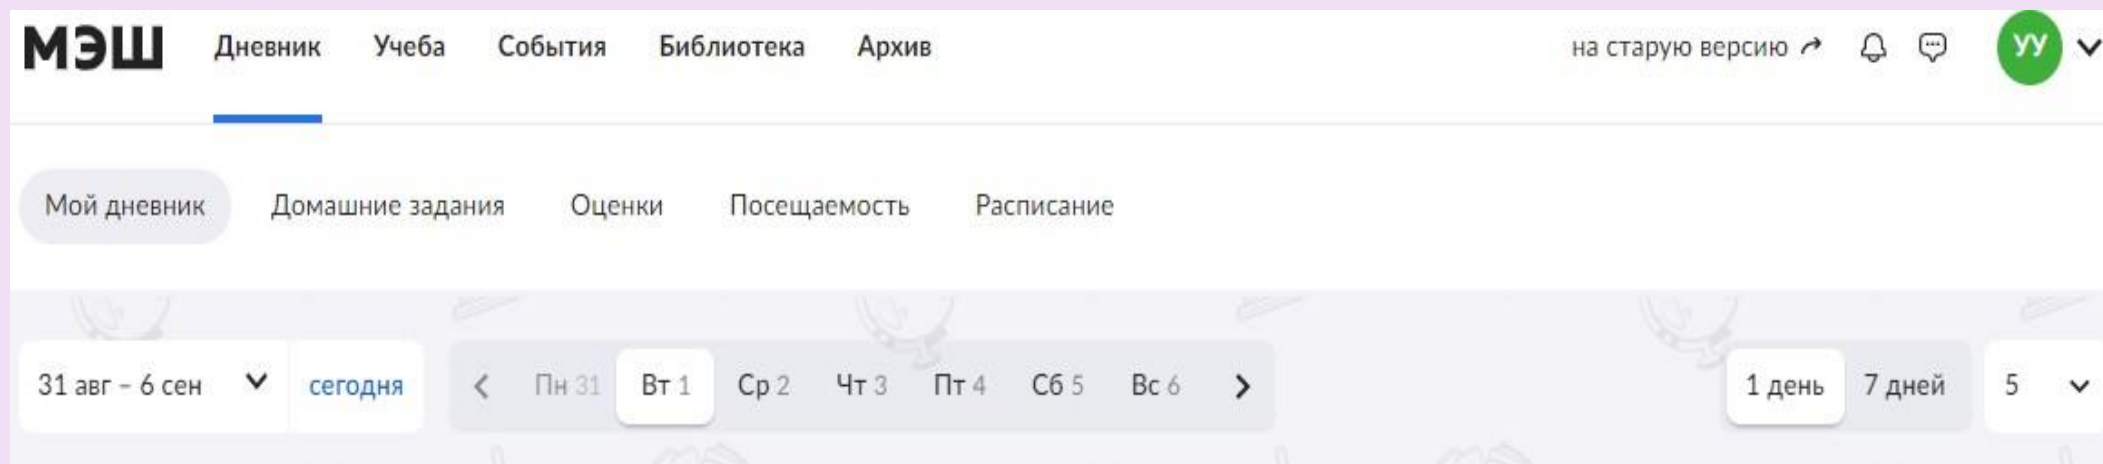 МЭШ Дневник Учеба События Библиотека Архив на старую версию УУ
Мой дневник Домашние задания Оценки Посещаемость Расписание
31 авг – 6 сен сегодня Пн 31 Вт 1 Ср 2 Чт 3 Пт 4 Сб 5 Вс 6 1 день 7 дней 5